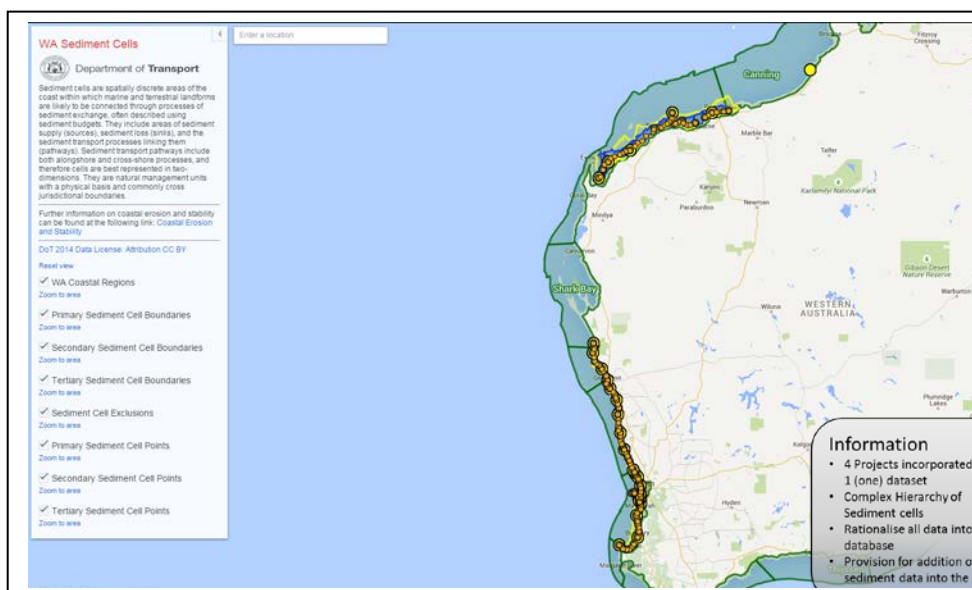 WA Sediment Cells
Department of Transport
Sediment cells are spatially discrete areas of the
coast within which marine and terrestrial landforms
are likely to be connected through processes of
sediment exchange, often described using
sediment budgets. They include areas of sediment
supply (sources), sediment loss (sinks), and the
sediment transport processes linking them
(pathways). Sediment transport pathways include
both alongshore and cross-shore processes, and
therefore cells are best represented in two-
dimensions. They are natural management units
with a physical basis and commonly cross
jurisdictional boundaries.
Further information on coastal erosion and stability
can be found at the following link: Coastal Erosion
and Stability
DoT 2014 Data License: Attribution CC BY
Reset view
WA Coastal Regions
Zoom to area
Primary Sediment Cell Boundaries
Zoom to area
Secondary Sediment Cell Boundaries
Zoom to area
Tertiary Sediment Cell Boundaries
Zoom to area
Sediment Cell Exclusions
Zoom to area
Primary Sediment Cell Points
Zoom to area
Secondary Sediment Cell Points
Zoom to area
Tertiary Sediment Cell Points
Zoom to area
Enter a location
Fitzroy
Crossing
Canning
Marble Bar
Telfer
Karlamilyi National Park
Newman
Paraburdoo
Minilya
Carnarvon
Gibson Desert
Nature Reserve
Shark Bay
Wiluna
Warburton
WESTERN
AUSTRALIA
Plumridge
Lakes
Hyden
Information
• 4 Projects incorporated
1 (one) dataset
• Complex Hierarchy of
Sediment cells
• Rationalise all data into
database
• Provision for addition o
sediment data into the